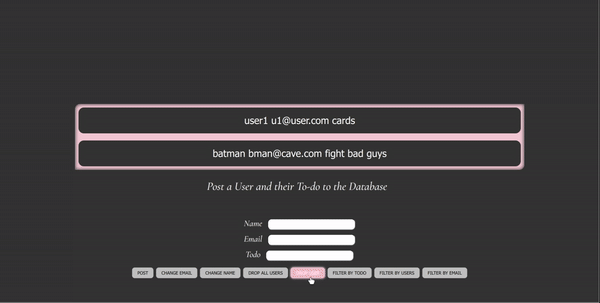 user1 u1@user.com cards
batman bman@cave.com fight bad guys
Post a User and their To-do to the Database
Name
Email
Todo
POST CHANGE EMAIL CHANGE NAME DROP ALL USERS FILTER BY TODO FILTER BY USERS FILTER BY EMAIL